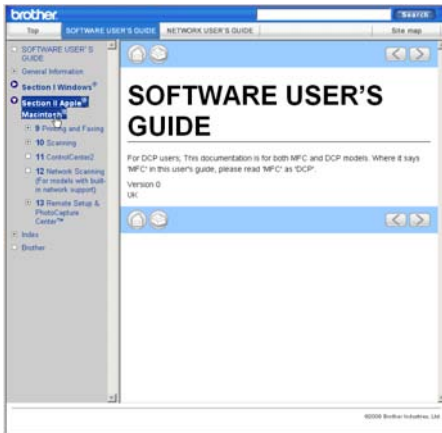 brother.
Search
Top
SOFTWARE USER'S GUIDE
NETWORK USER'S GUIDE
Site map
SOFTWARE USER'S
GUIDE
General Information
Section I Windows®
Section II Apple®
Macintosh®
9 Printing and Faxing
10 Scanning
11 ControlCenter2
12 Network Scanning
(For models with built-
in network support)
13 Remote Setup &
PhotoCapture
Center™
Index
Brother
SOFTWARE USER'S
GUIDE
For DCP users, This documentation is for both MFC and DCP models. Where it says
'MFC' in this user's guide, please read 'MFC' as 'DCP'.
Version 0
UK
Brother Industries, Ltd.